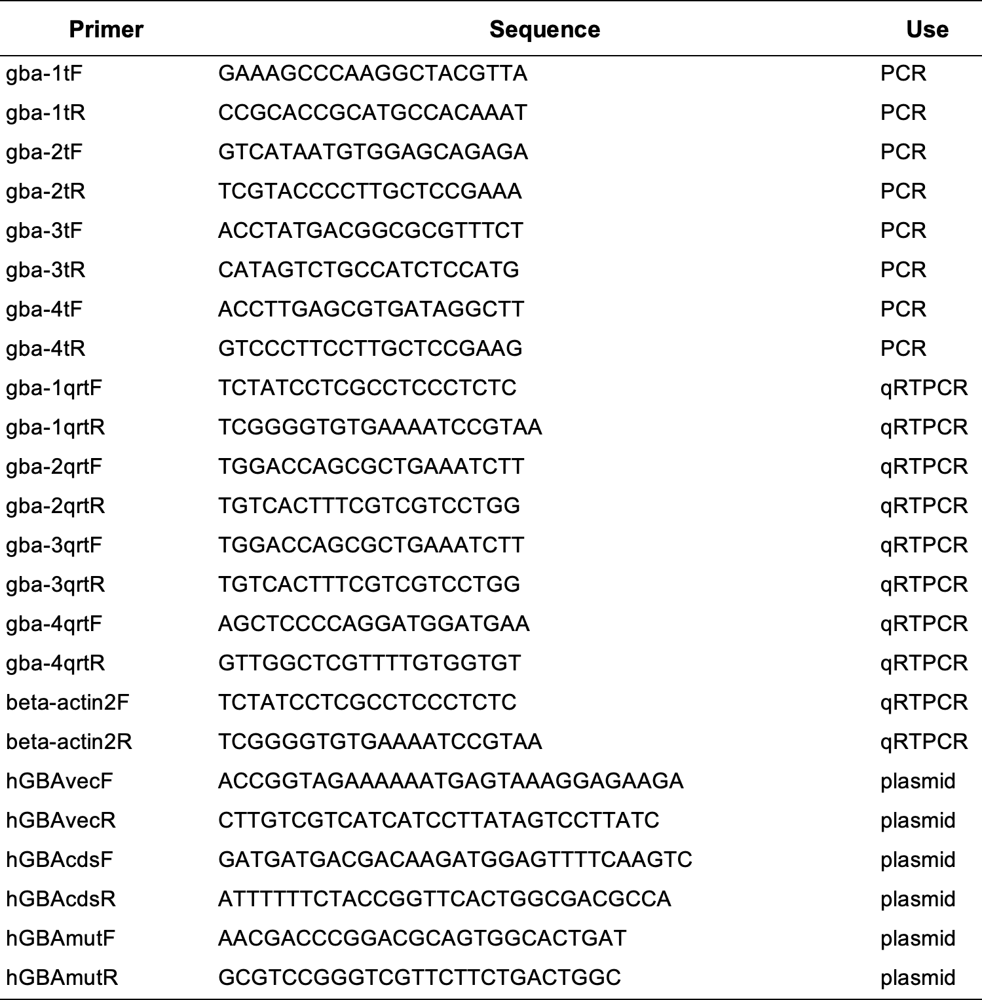 Primer Sequence Use
gba-1tF GAAAGCCCAAGGCTACGTTA PCR
gba-1tR CCGCACCGCATGCCACAAAT PCR
gba-2tF GTCATAATGTGGAGCAGAGA PCR
gba-2tR TCGTACCCCTTGCTCCGAAA PCR
gba-3tF ACCTATGACGGCGCGTTTCT PCR
gba-3tR CATAGTCTGCCATCTCCATG PCR
gba-4tF ACCTTGAGCGTGATAGGCTT PCR
gba-4tR GTCCCTTCCTTGCTCCGAAG PCR
gba-1qrtF TCTATCCTCGCCTCCCTCTC qRTPCR
gba-1qrtR TCGGGGTGTGAAAATCCGTAA qRTPCR
gba-2qrtF TGGACCAGCGCTGAAATCTT qRTPCR
gba-2qrtR TGTCACTTTCGTCGTCCTGG qRTPCR
gba-3qrtF TGGACCAGCGCTGAAATCTT qRTPCR
gba-3qrtR TGTCACTTTCGTCGTCCTGG qRTPCR
gba-4qrtF AGCTCCCCAGGATGGATGAA qRTPCR
gba-4qrtR GTTGGCTCGTTTTGTGGTGT qRTPCR
beta-actin2F TCTATCCTCGCCTCCCTCTC qRTPCR
beta-actin2R TCGGGGTGTGAAAATCCGTAA qRTPCR
hGBAvecF ACCGGTAGAAAAAATGAGTAAAGGAGAAGA plasmid
hGBAvecR CTTGTCGTCATCATCCTTATAGTCCTTATC plasmid
hGBAcdsF GATGATGACGACAAGATGGAGTTTTCAAGTC plasmid
hGBAcdsR ATTTTTTCTACCGGTTCACTGGCGACGCCA plasmid
hGBAmutF AACGACCCGGACGCAGTGGCACTGAT plasmid
hGBAmutR GCGTCCGGGTCGTTCTTCTGACTGGC plasmid